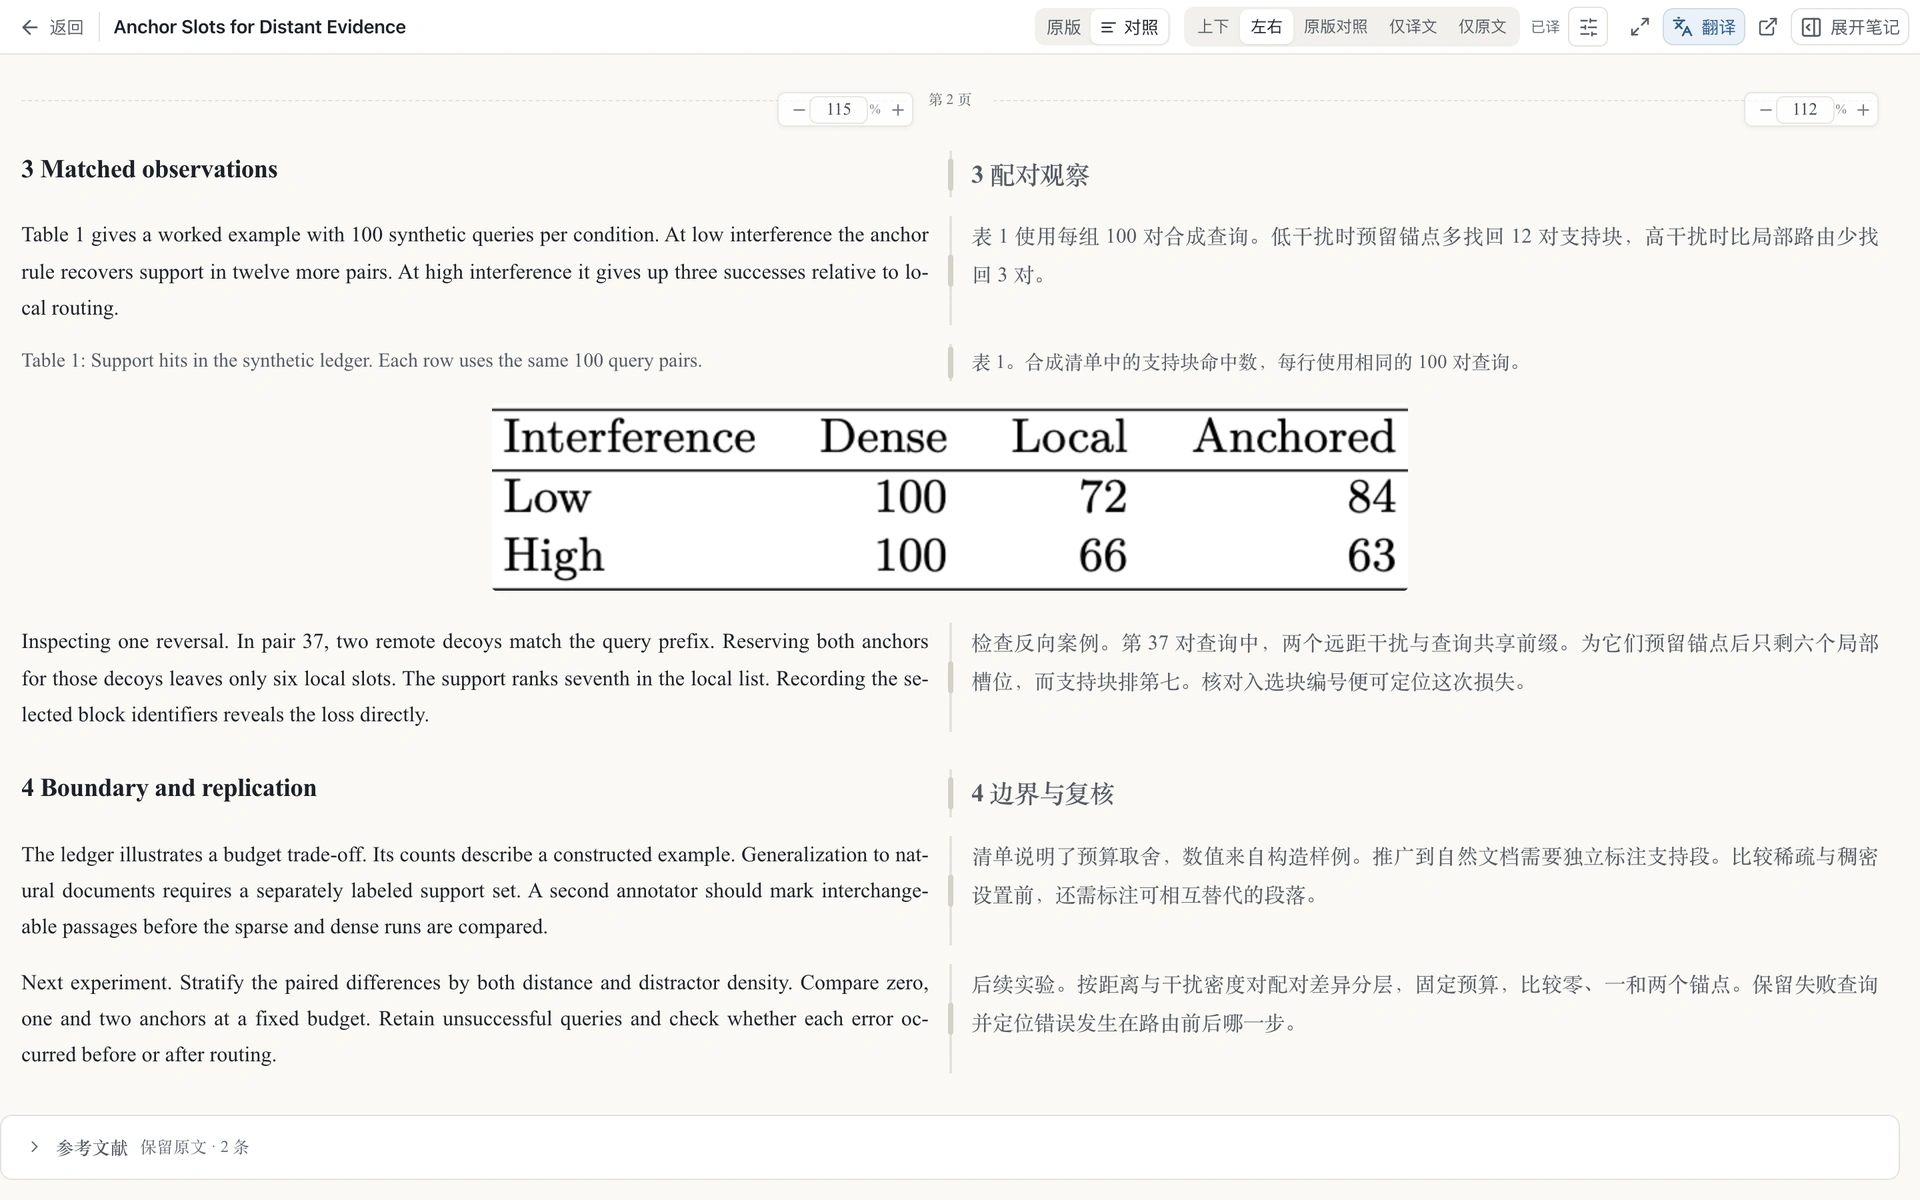 返回
Anchor Slots for Distant Evidence
原版 对照 上下 左右 原版对照 仅译文 仅原文 已译 翻译 展开笔记
115 %
第 2 页
112 %
3 Matched observations
Table 1 gives a worked example with 100 synthetic queries per condition. At low interference the anchor
rule recovers support in twelve more pairs. At high interference it gives up three successes relative to lo-
cal routing.
3 配对观察
表 1 使用每组 100 对合成查询。低干扰时预留锚点多找回 12 对支持块，高干扰时比局部路由少找
回 3 对。
Table 1: Support hits in the synthetic ledger. Each row uses the same 100 query pairs.
表 1。合成清单中的支持块命中数，每行使用相同的 100 对查询。
Interference Dense Local Anchored
Low 100 72 84
High 100 66 63
Inspecting one reversal. In pair 37, two remote decoys match the query prefix. Reserving both anchors
for those decoys leaves only six local slots. The support ranks seventh in the local list. Recording the se-
lected block identifiers reveals the loss directly.
检查反向案例。第 37 对查询中，两个远距干扰与查询共享前缀。为它们预留锚点后只剩六个局部
槽位，而支持块排第七。核对入选块编号便可定位这次损失。
4 Boundary and replication
4 边界与复核
The ledger illustrates a budget trade-off. Its counts describe a constructed example. Generalization to nat-
ural documents requires a separately labeled support set. A second annotator should mark interchange-
able passages before the sparse and dense runs are compared.
清单说明了预算取舍，数值来自构造样例。推广到自然文档需要独立标注支持段。比较稀疏与稠密
设置前，还需标注可相互替代的段落。
Next experiment. Stratify the paired differences by both distance and distractor density. Compare zero,
one and two anchors at a fixed budget. Retain unsuccessful queries and check whether each error oc-
curred before or after routing.
后续实验。按距离与干扰密度对配对差异分层，固定预算，比较零、一和两个锚点。保留失败查询
并定位错误发生在路由前后哪一步。
参考文献 保留原文 · 2 条